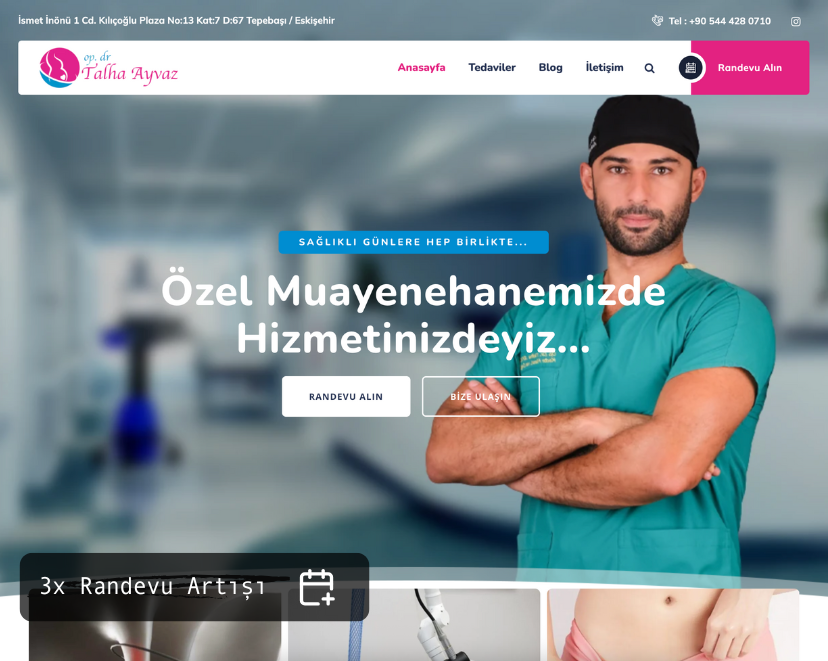 İsmet İnönü 1 Cd. Kılıçoğlu Plaza No:13 Kat:7 D:67 Tepebaşı / Eskişehir
Tel : +90 544 428 0710
op. dr
Talha Ayvaz
Anasayfa
Tedaviler
Blog
İletişim
Randevu Alın
SAĞLIKLI GÜNLERE HEP BİRLİKTE...
Özel Muayenehanemizde
Hizmetinizdeyiz...
RANDEVU ALIN
BİZE ULAŞIN
3x Randevu Artışı